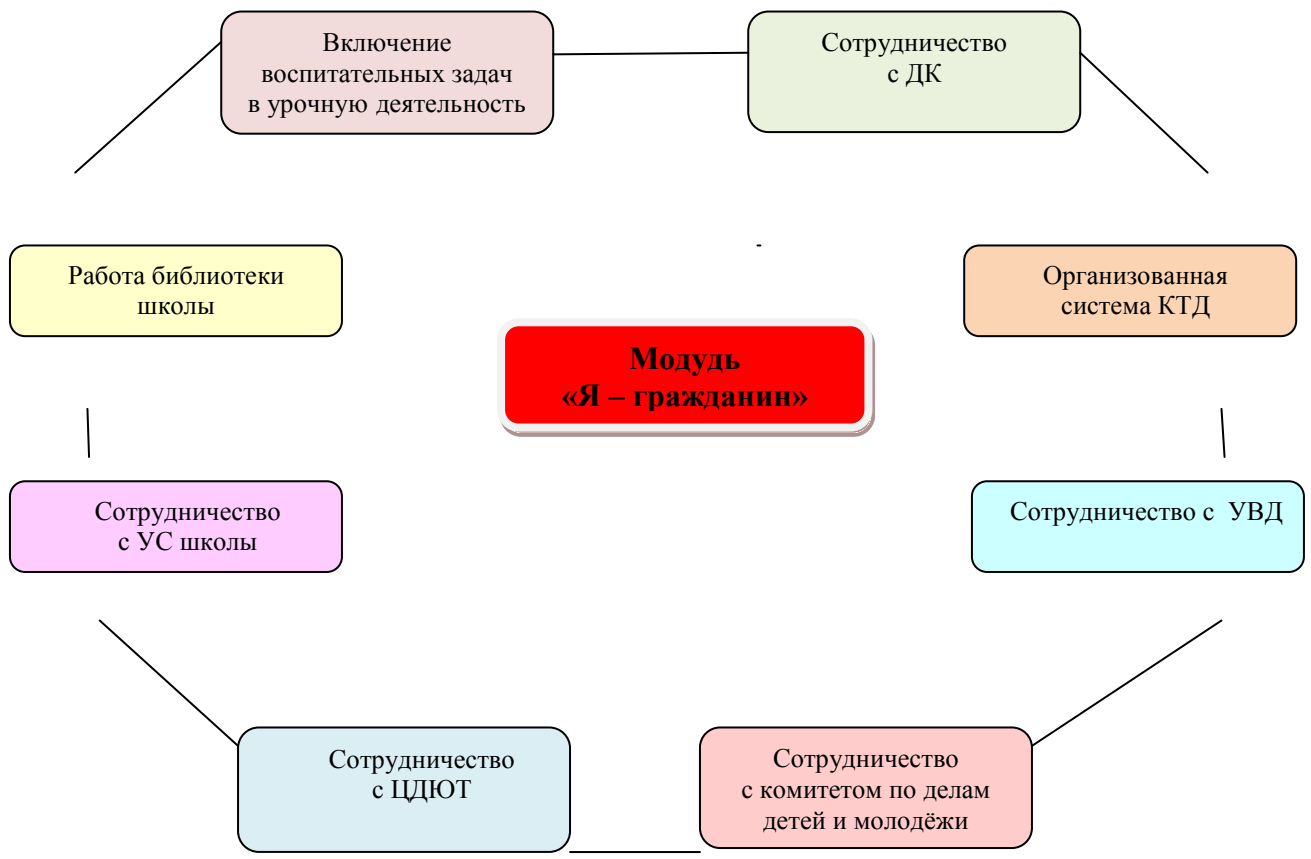 Включение
воспитательных задач
в урочную деятельность
Сотрудничество
с ДК
Работа библиотеки
школы
Организованная
система КТД
Модудь
«Я – гражданин»
Сотрудничество
с УС школы
Сотрудничество с УВД
Сотрудничество
с ЦДЮТ
Сотрудничество
с комитетом по делам
детей и молодёжи